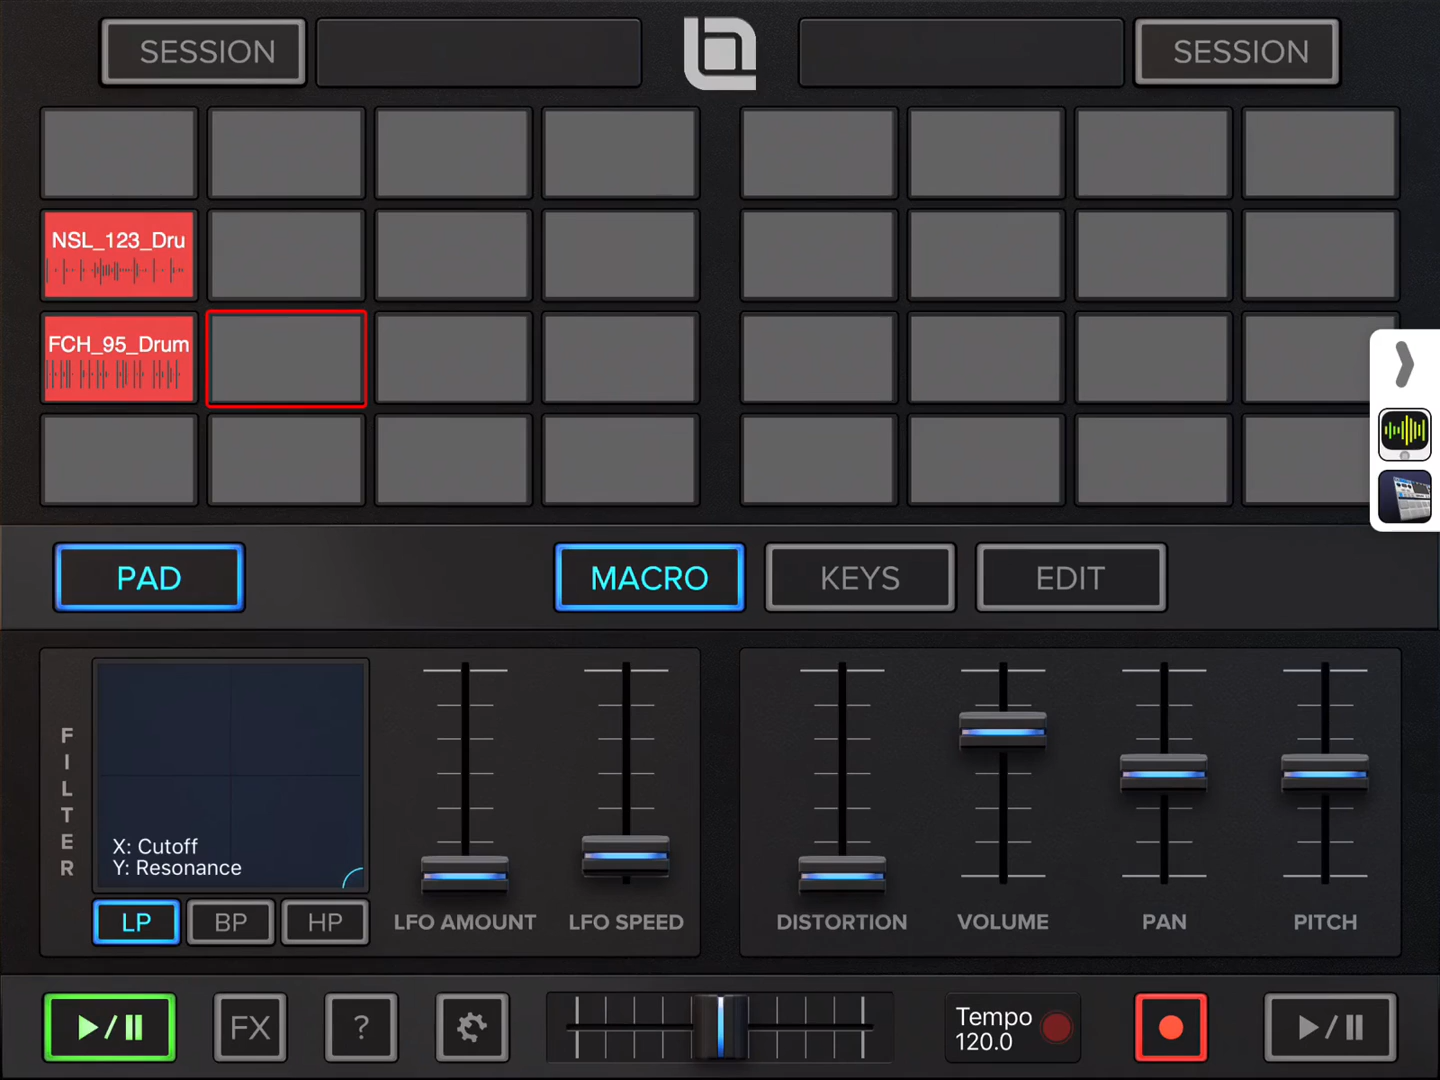 SESSION
SESSION
NSL_123_Dru
FCH_95_Drum
PAD
MACRO
KEYS
EDIT
FILTER
X: Cutoff
Y: Resonance
LP
BP
HP
LFO AMOUNT
LFO SPEED
DISTORTION
VOLUME
PAN
PITCH
FX
?
Tempo
120.0